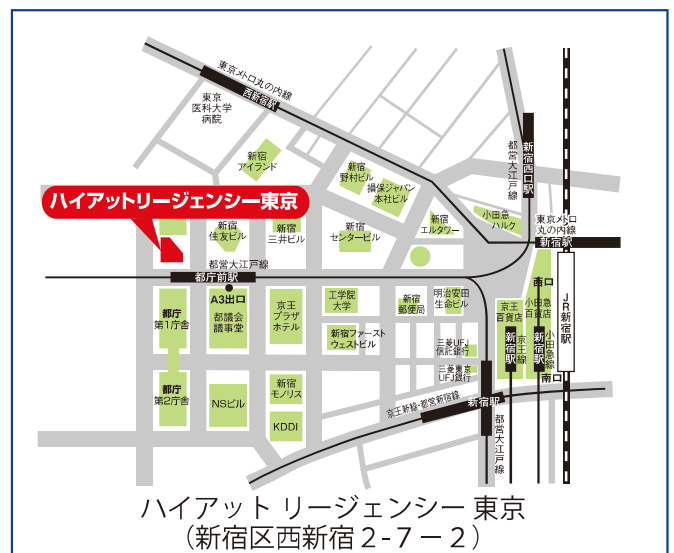 東京メトロ丸の内線
西新宿駅
東京
医科大学
病院
新宿
アイランド
新宿
野村ビル
損保ジャパン
本社ビル
都営大江戸線
新宿西口駅
ハイアットリージェンシー東京
新宿
住友ビル
新宿
三井ビル
新宿
センタービル
新宿
エルタワー
小田急
ハルク
東京メトロ
丸の内線
新宿駅
都営大江戸線
都庁前駅
A3出口
西口
JR新宿駅
都庁
第1庁舎
都議会
議事堂
京王
プラザ
ホテル
工学院
大学
新宿
郵便局
明治安田
生命ビル
京王
百貨店
小田急
百貨店
新宿ファースト
ウェストビル
三菱UFJ
信託銀行
三菱東京
UFJ銀行
新宿駅
京王線
新宿駅
小田急線
南口
都庁
第2庁舎
NSビル
新宿
モノリス
KDDI
京王新線・都営新宿線
新宿駅
都営大江戸線
ハイアット リージェンシー 東京
（新宿区西新宿２-７－２）